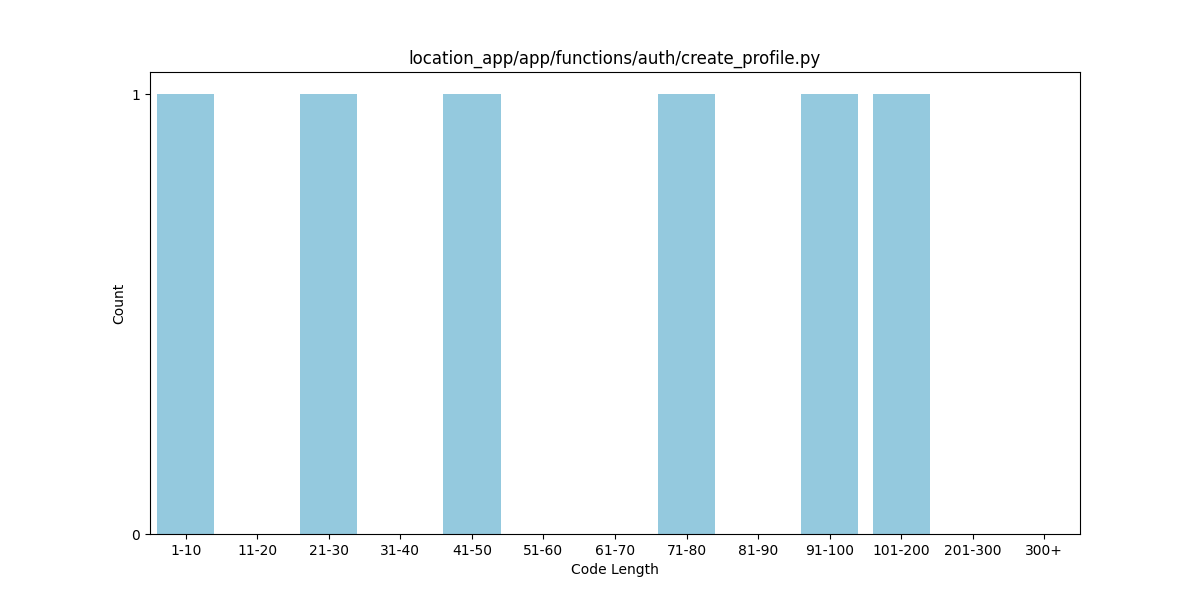 location_app/app/functions/auth/create_profile.py
1
Count
0
1-10 11-20 21-30 31-40 41-50 51-60 61-70 71-80 81-90 91-100 101-200 201-300 300+
Code Length